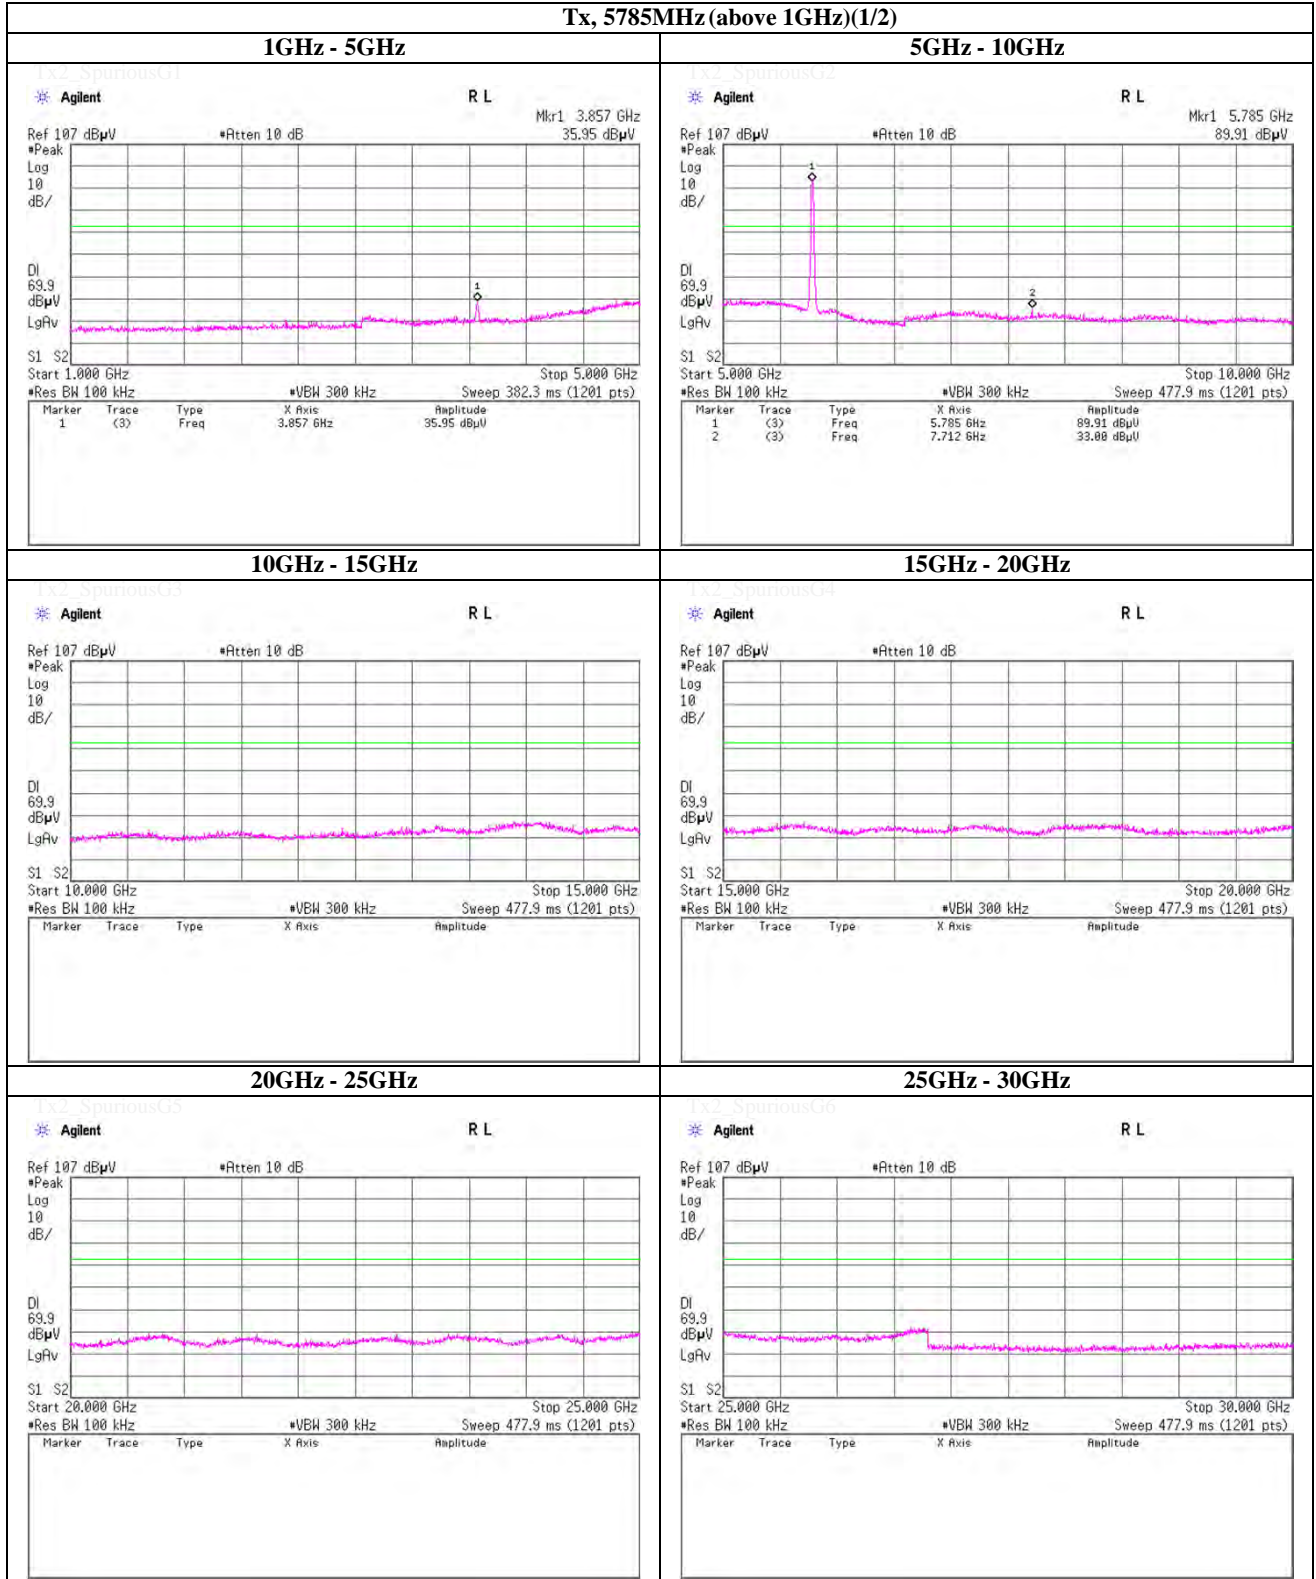 Tx, 5785MHz (above 1GHz)(1/2)
1GHz - 5GHz
Tx2_SpuriousG1
Agilent R L
Mkr1 3.857 GHz
Ref 107 dBµV #Atten 10 dB 35.95 dBµV
#Peak
Log
10
dB/
1
DI
69.9
dBµV
LgAv
S1 S2
Start 1.000 GHz Stop 5.000 GHz
#Res BW 100 kHz #VBW 300 kHz Sweep 382.3 ms (1201 pts)
Marker Trace Type X Axis Amplitude
1 (3) Freq 3.857 GHz 35.95 dBµV
5GHz - 10GHz
Tx2_SpuriousG2
Agilent R L
Mkr1 5.785 GHz
Ref 107 dBµV #Atten 10 dB 89.91 dBµV
#Peak
Log
10
dB/
1
DI
69.9
dBµV
2
LgAv
S1 S2
Start 5.000 GHz Stop 10.000 GHz
#Res BW 100 kHz #VBW 300 kHz Sweep 477.9 ms (1201 pts)
Marker Trace Type X Axis Amplitude
1 (3) Freq 5.785 GHz 89.91 dBµV
2 (3) Freq 7.712 GHz 33.00 dBµV
10GHz - 15GHz
Tx2_SpuriousG3
Agilent R L
Ref 107 dBµV #Atten 10 dB
#Peak
Log
10
dB/
DI
69.9
dBµV
LgAv
S1 S2
Start 10.000 GHz Stop 15.000 GHz
#Res BW 100 kHz #VBW 300 kHz Sweep 477.9 ms (1201 pts)
Marker Trace Type X Axis Amplitude
15GHz - 20GHz
Tx2_SpuriousG4
Agilent R L
Ref 107 dBµV #Atten 10 dB
#Peak
Log
10
dB/
DI
69.9
dBµV
LgAv
S1 S2
Start 15.000 GHz Stop 20.000 GHz
#Res BW 100 kHz #VBW 300 kHz Sweep 477.9 ms (1201 pts)
Marker Trace Type X Axis Amplitude
20GHz - 25GHz
Tx2_SpuriousG5
Agilent R L
Ref 107 dBµV #Atten 10 dB
#Peak
Log
10
dB/
DI
69.9
dBµV
LgAv
S1 S2
Start 20.000 GHz Stop 25.000 GHz
#Res BW 100 kHz #VBW 300 kHz Sweep 477.9 ms (1201 pts)
Marker Trace Type X Axis Amplitude
25GHz - 30GHz
Tx2_SpuriousG6
Agilent R L
Ref 107 dBµV #Atten 10 dB
#Peak
Log
10
dB/
DI
69.9
dBµV
LgAv
S1 S2
Start 25.000 GHz Stop 30.000 GHz
#Res BW 100 kHz #VBW 300 kHz Sweep 477.9 ms (1201 pts)
Marker Trace Type X Axis Amplitude